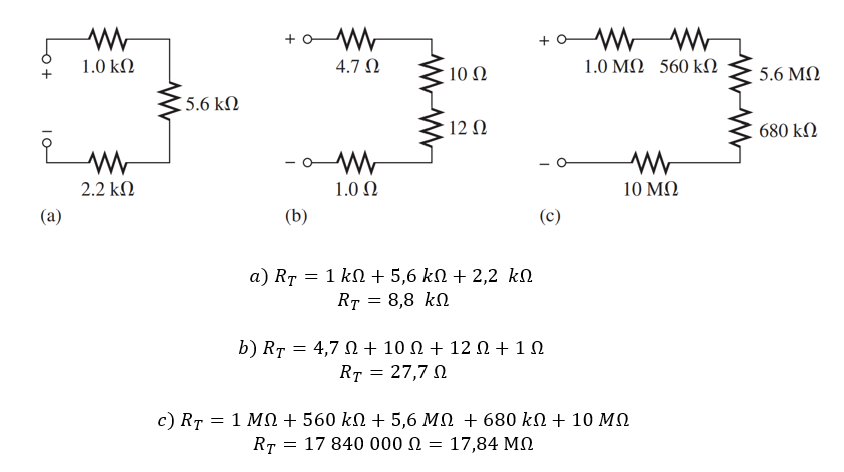 + 1.0 kΩ 5.6 kΩ − 2.2 kΩ
(a)
+ 4.7 Ω 10 Ω 12 Ω − 1.0 Ω
(b)
+ 1.0 MΩ 560 kΩ 5.6 MΩ 680 kΩ − 10 MΩ
(c)
a) R_T = 1 kΩ + 5,6 kΩ + 2,2 kΩ
R_T = 8,8 kΩ
b) R_T = 4,7 Ω + 10 Ω + 12 Ω + 1 Ω
R_T = 27,7 Ω
c) R_T = 1 MΩ + 560 kΩ + 5,6 MΩ + 680 kΩ + 10 MΩ
R_T = 17 840 000 Ω = 17,84 MΩ